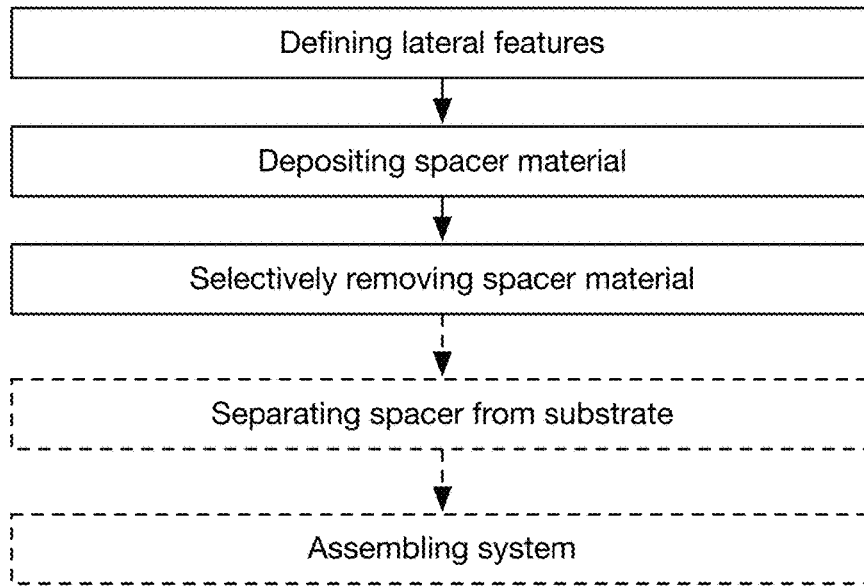 Defining lateral features
Depositing spacer material
Selectively removing spacer material
Separating spacer from substrate
Assembling system